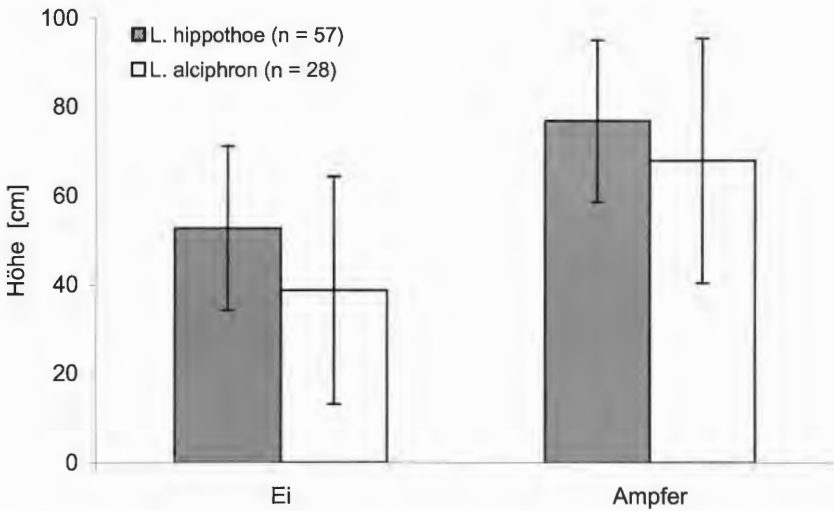 L. hippothoe (n = 57)
L. alciphron (n = 28)
Höhe [cm]
100
80
60
40
20
0
Ei
Ampfer